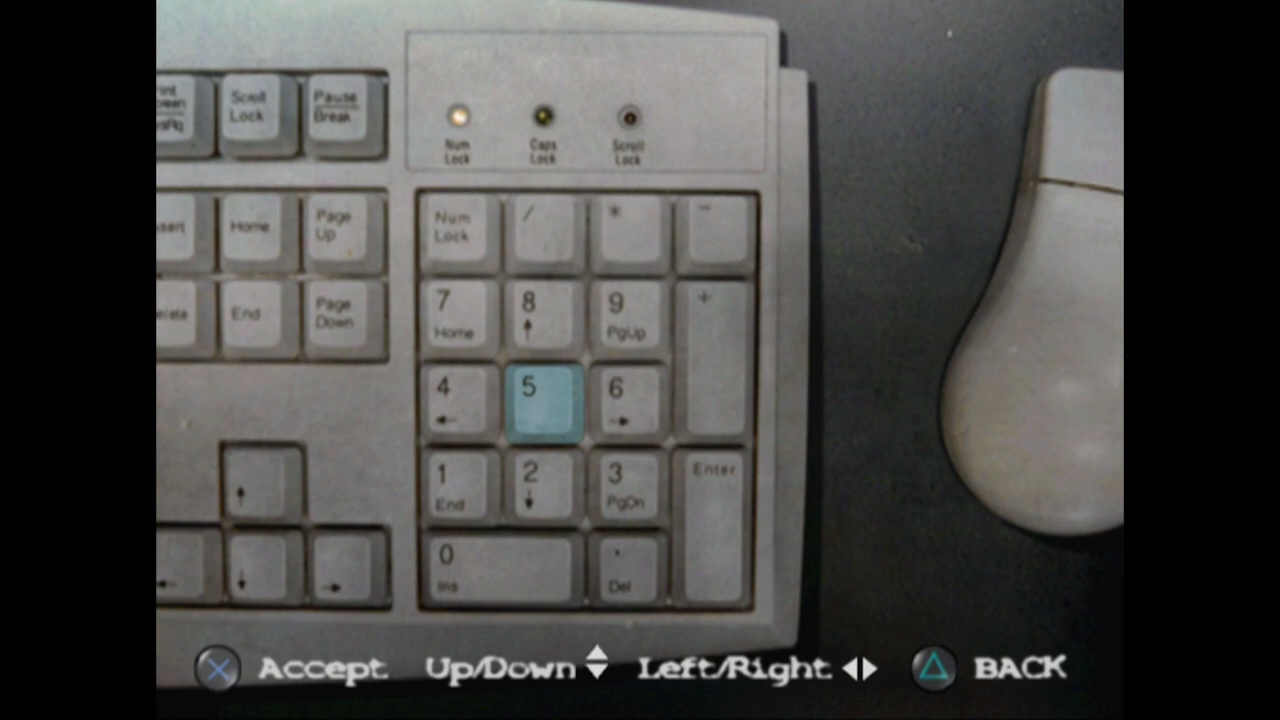 Scroll Lock
Pause Break
Num Lock
Caps Lock
Scroll Lock
Home
Page Up
Num Lock
/
*
-
End
Page Down
7 Home
8 ↑
9 PgUp
+
4 ←
5
6 →
↑
1 End
2 ↓
3 PgDn
Enter
← ↓ →
0 Ins
. Del
Accept Up/Down Left/Right BACK